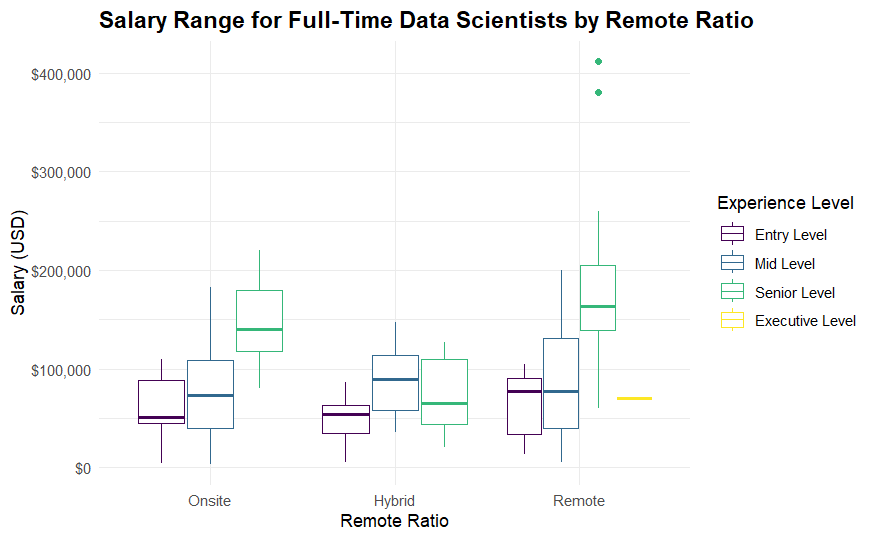 Salary Range for Full-Time Data Scientists by Remote Ratio
Salary (USD)
$400,000
$300,000
$200,000
$100,000
$0
Onsite
Hybrid
Remote
Remote Ratio
Experience Level
Entry Level
Mid Level
Senior Level
Executive Level